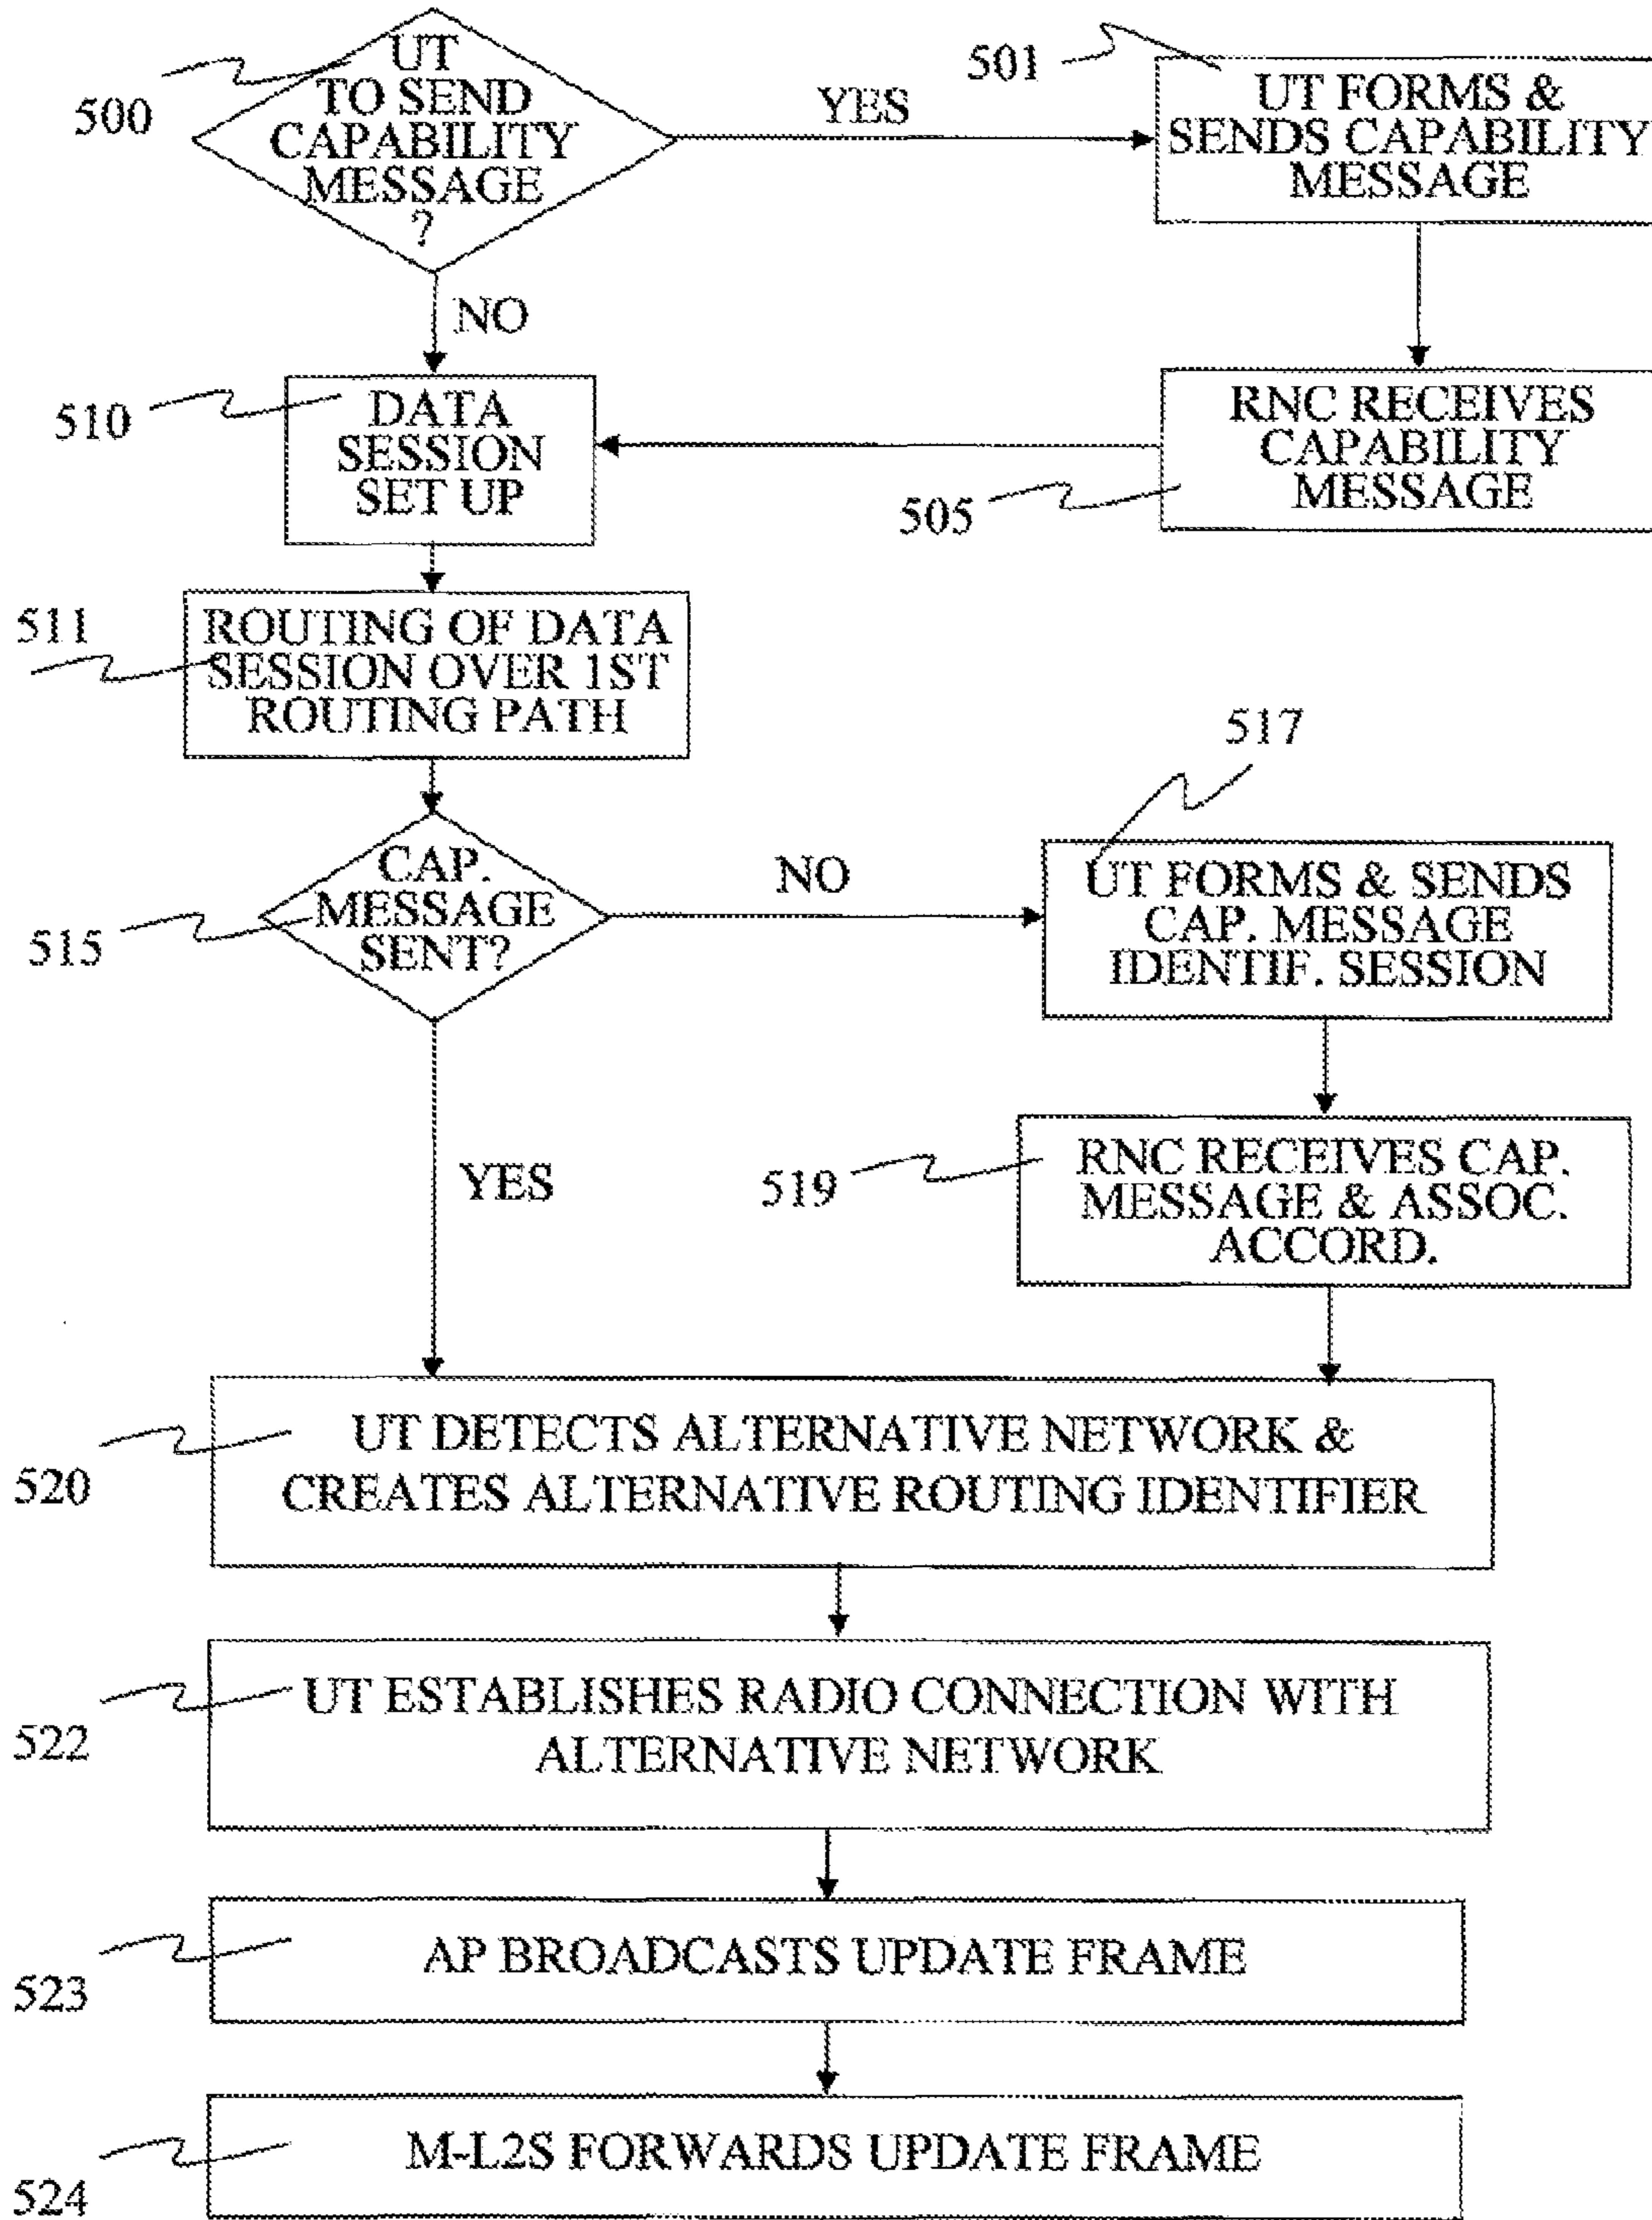 UT
TO SEND
CAPABILITY
MESSAGE
?
500
YES
501
UT FORMS &
SENDS CAPABILITY
MESSAGE
NO
510
DATA
SESSION
SET UP
RNC RECEIVES
CAPABILITY
MESSAGE
505
511
ROUTING OF DATA
SESSION OVER 1ST
ROUTING PATH
517
CAP.
MESSAGE
SENT?
515
NO
UT FORMS & SENDS
CAP. MESSAGE
IDENTIF. SESSION
YES
519
RNC RECEIVES CAP.
MESSAGE & ASSOC.
ACCORD.
520
UT DETECTS ALTERNATIVE NETWORK &
CREATES ALTERNATIVE ROUTING IDENTIFIER
522
UT ESTABLISHES RADIO CONNECTION WITH
ALTERNATIVE NETWORK
523
AP BROADCASTS UPDATE FRAME
524
M-L2S FORWARDS UPDATE FRAME